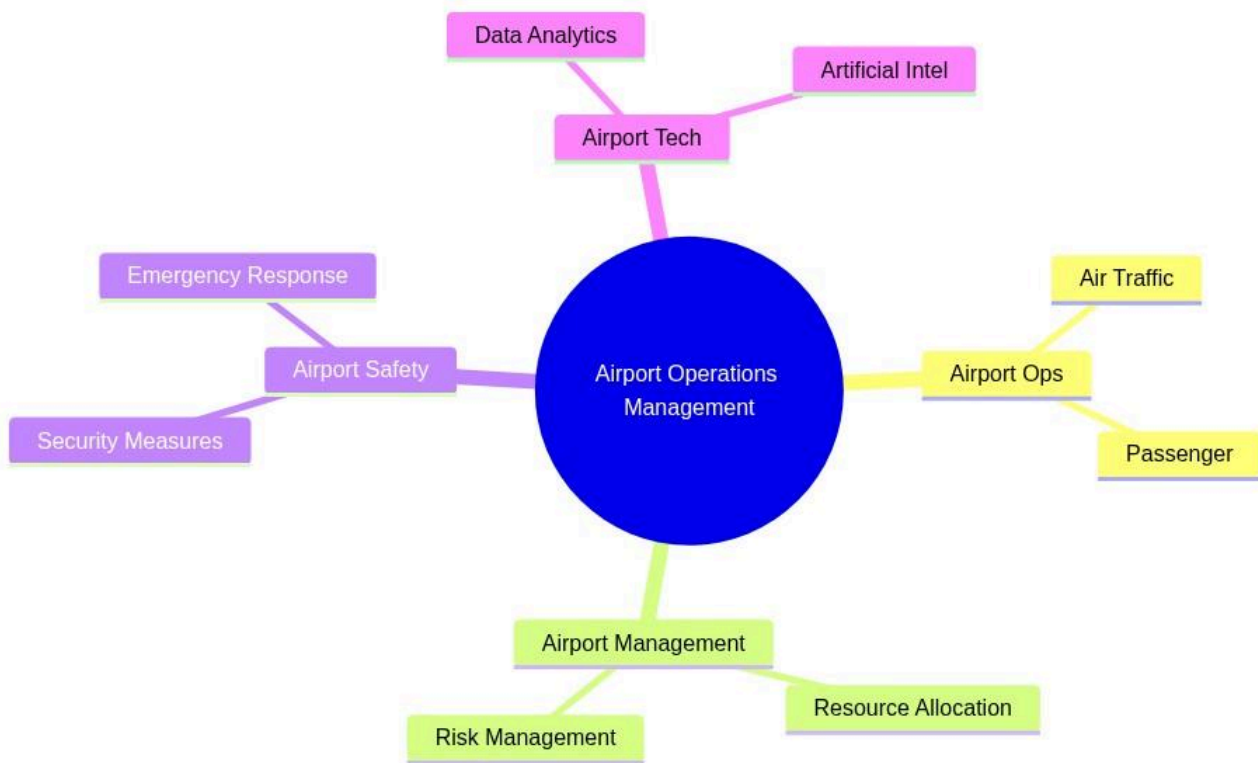 Data Analytics
Artificial Intel
Airport Tech
Emergency Response
Air Traffic
Airport Safety
Airport Operations
Management
Airport Ops
Security Measures
Passenger
Airport Management
Resource Allocation
Risk Management